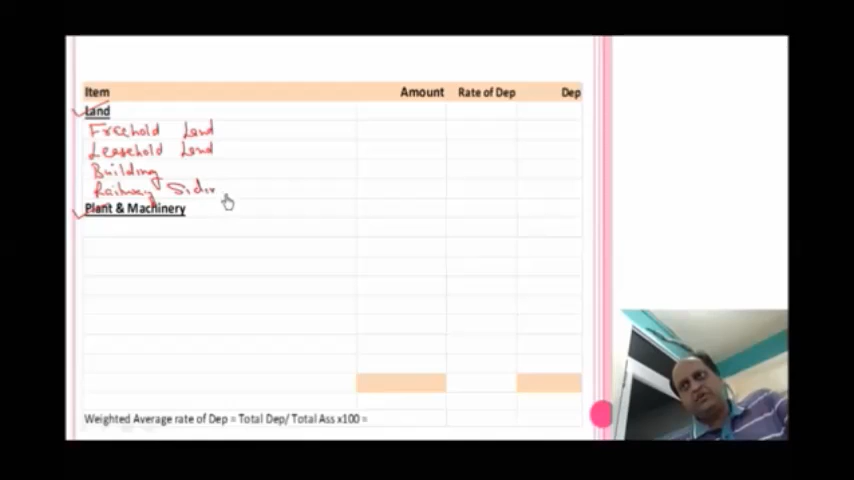 Item Amount Rate of Dep Dep
Land
Freehold Land
Leasehold Land
Building
Railway Sidin
Plant & Machinery
Weighted Average rate of Dep = Total Dep/ Total Ass x100 =